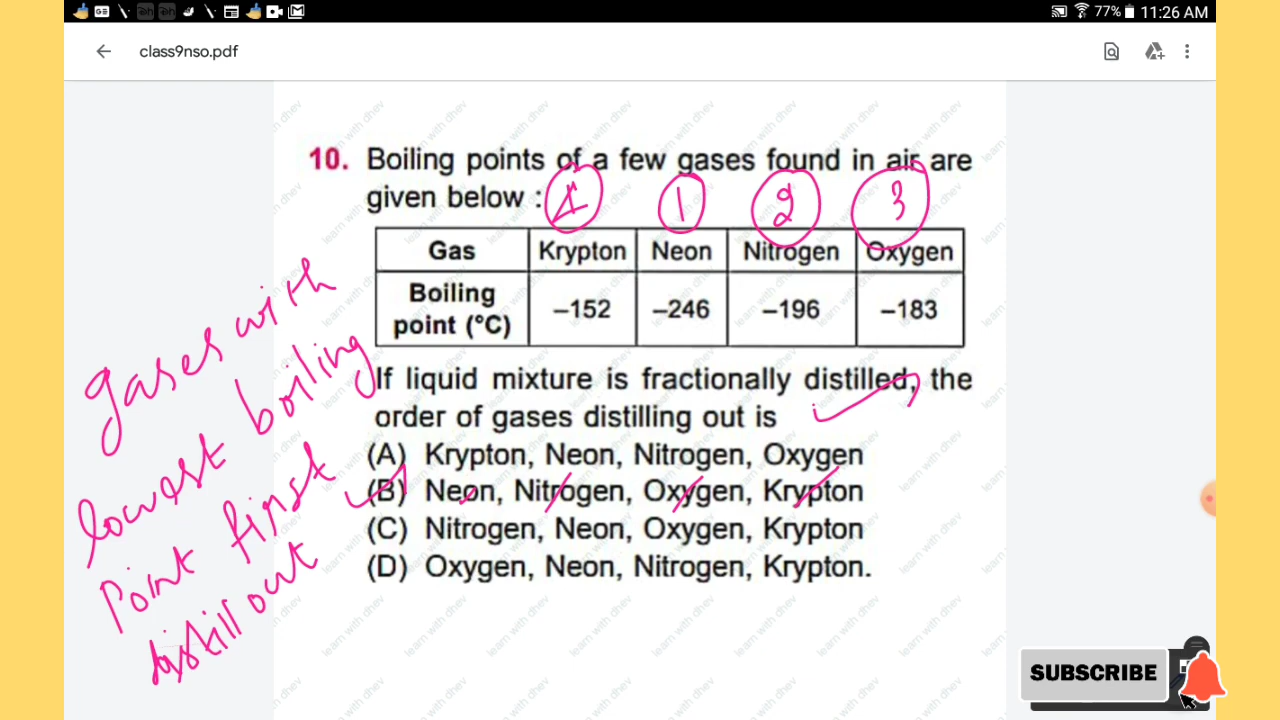 77% 11:26 AM
class9nso.pdf
10. Boiling points of a few gases found in air are
given below :
4 1 2 3
Gas Krypton Neon Nitrogen Oxygen
Boiling
point (°C) –152 –246 –196 –183
If liquid mixture is fractionally distilled, the
order of gases distilling out is
(A) Krypton, Neon, Nitrogen, Oxygen
(B) Neon, Nitrogen, Oxygen, Krypton
(C) Nitrogen, Neon, Oxygen, Krypton
(D) Oxygen, Neon, Nitrogen, Krypton.
gases with
lowest boiling
Point first
distill out
learn with dhev
SUBSCRIBE